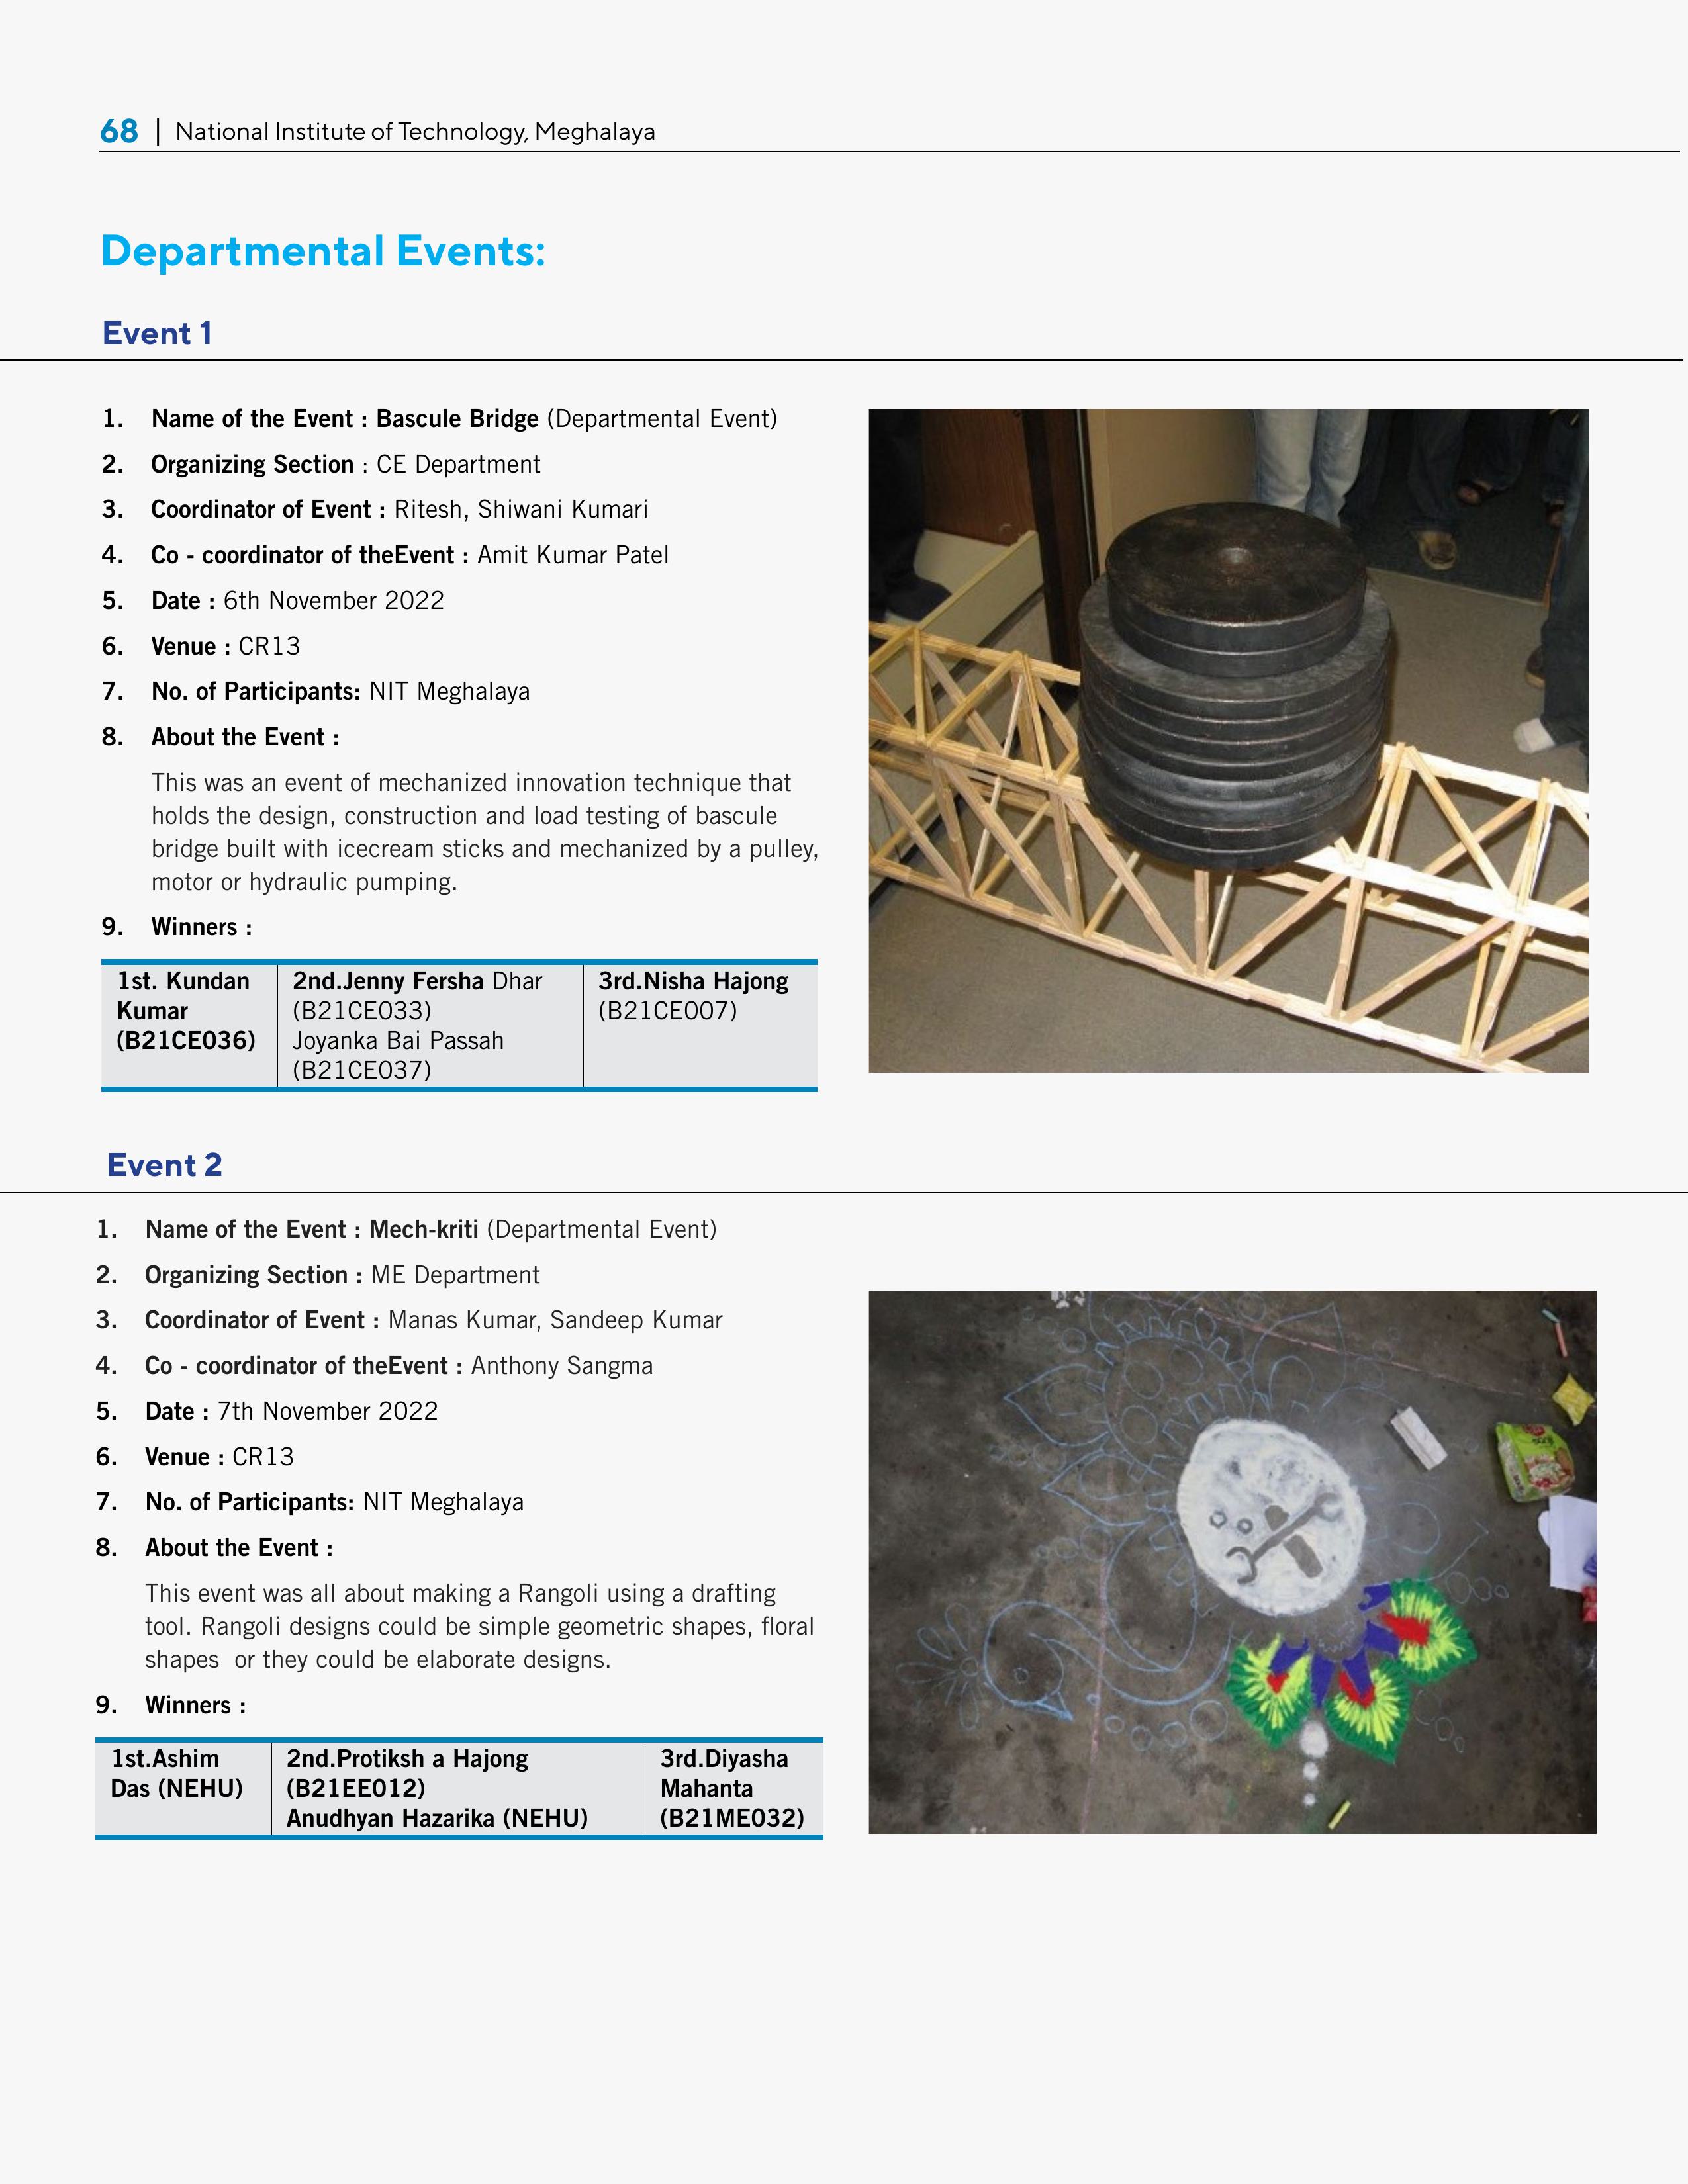 68 | National Institute of Technology, Meghalaya
Departmental Events:
Event 1
1. Name of the Event : Bascule Bridge (Departmental Event)
2. Organizing Section : CE Department
3. Coordinator of Event : Ritesh, Shiwani Kumari
4. Co - coordinator of theEvent : Amit Kumar Patel
5. Date : 6th November 2022
6. Venue : CR13
7. No. of Participants: NIT Meghalaya
8. About the Event :
This was an event of mechanized innovation technique that
holds the design, construction and load testing of bascule
bridge built with icecream sticks and mechanized by a pulley,
motor or hydraulic pumping.
9. Winners :
1st. Kundan
Kumar
(B21CE036)
2nd.Jenny Fersha Dhar
(B21CE033)
Joyanka Bai Passah
(B21CE037)
3rd.Nisha Hajong
(B21CE007)
Event 2
1. Name of the Event : Mech-kriti (Departmental Event)
2. Organizing Section : ME Department
3. Coordinator of Event : Manas Kumar, Sandeep Kumar
4. Co - coordinator of theEvent : Anthony Sangma
5. Date : 7th November 2022
6. Venue : CR13
7. No. of Participants: NIT Meghalaya
8. About the Event :
This event was all about making a Rangoli using a drafting
tool. Rangoli designs could be simple geometric shapes, floral
shapes  or they could be elaborate designs.
9. Winners :
1st.Ashim
Das (NEHU)
2nd.Protiksh a Hajong
(B21EE012)
Anudhyan Hazarika (NEHU)
3rd.Diyasha
Mahanta
(B21ME032)